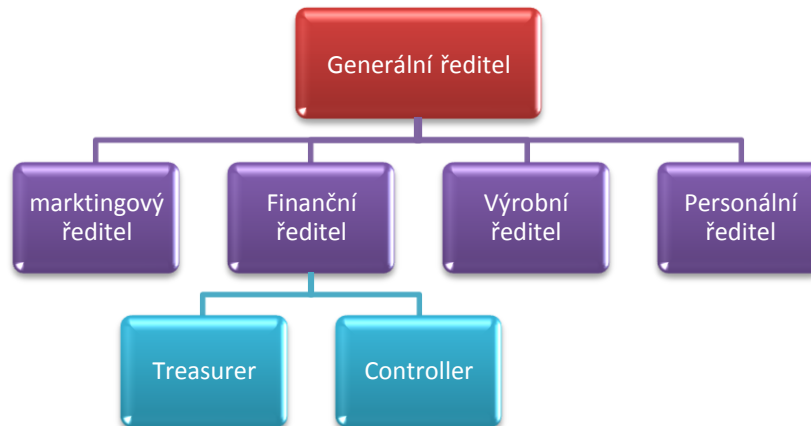 Generální ředitel
marktingový
ředitel
Finanční
ředitel
Výrobní
ředitel
Personální
ředitel
Treasurer
Controller